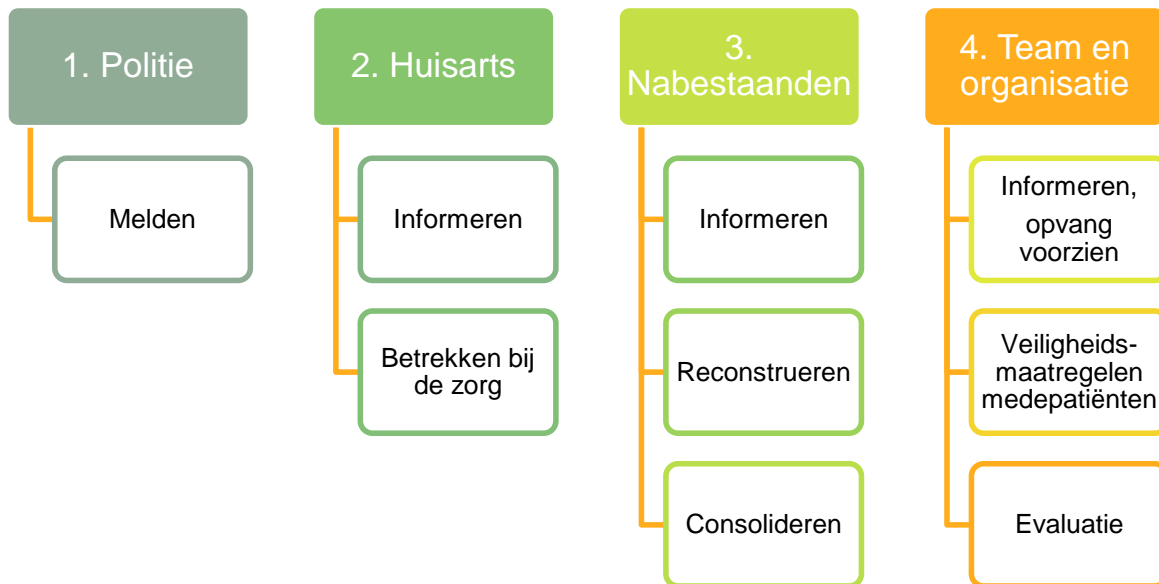 1. Politie
Melden
2. Huisarts
Informeren
Betrekken bij
de zorg
3.
Nabestaanden
Informeren
Reconstrueren
Consolideren
4. Team en
organisatie
Informeren,
opvang
voorzien
Veiligheids-
maatregelen
medepatiënten
Evaluatie